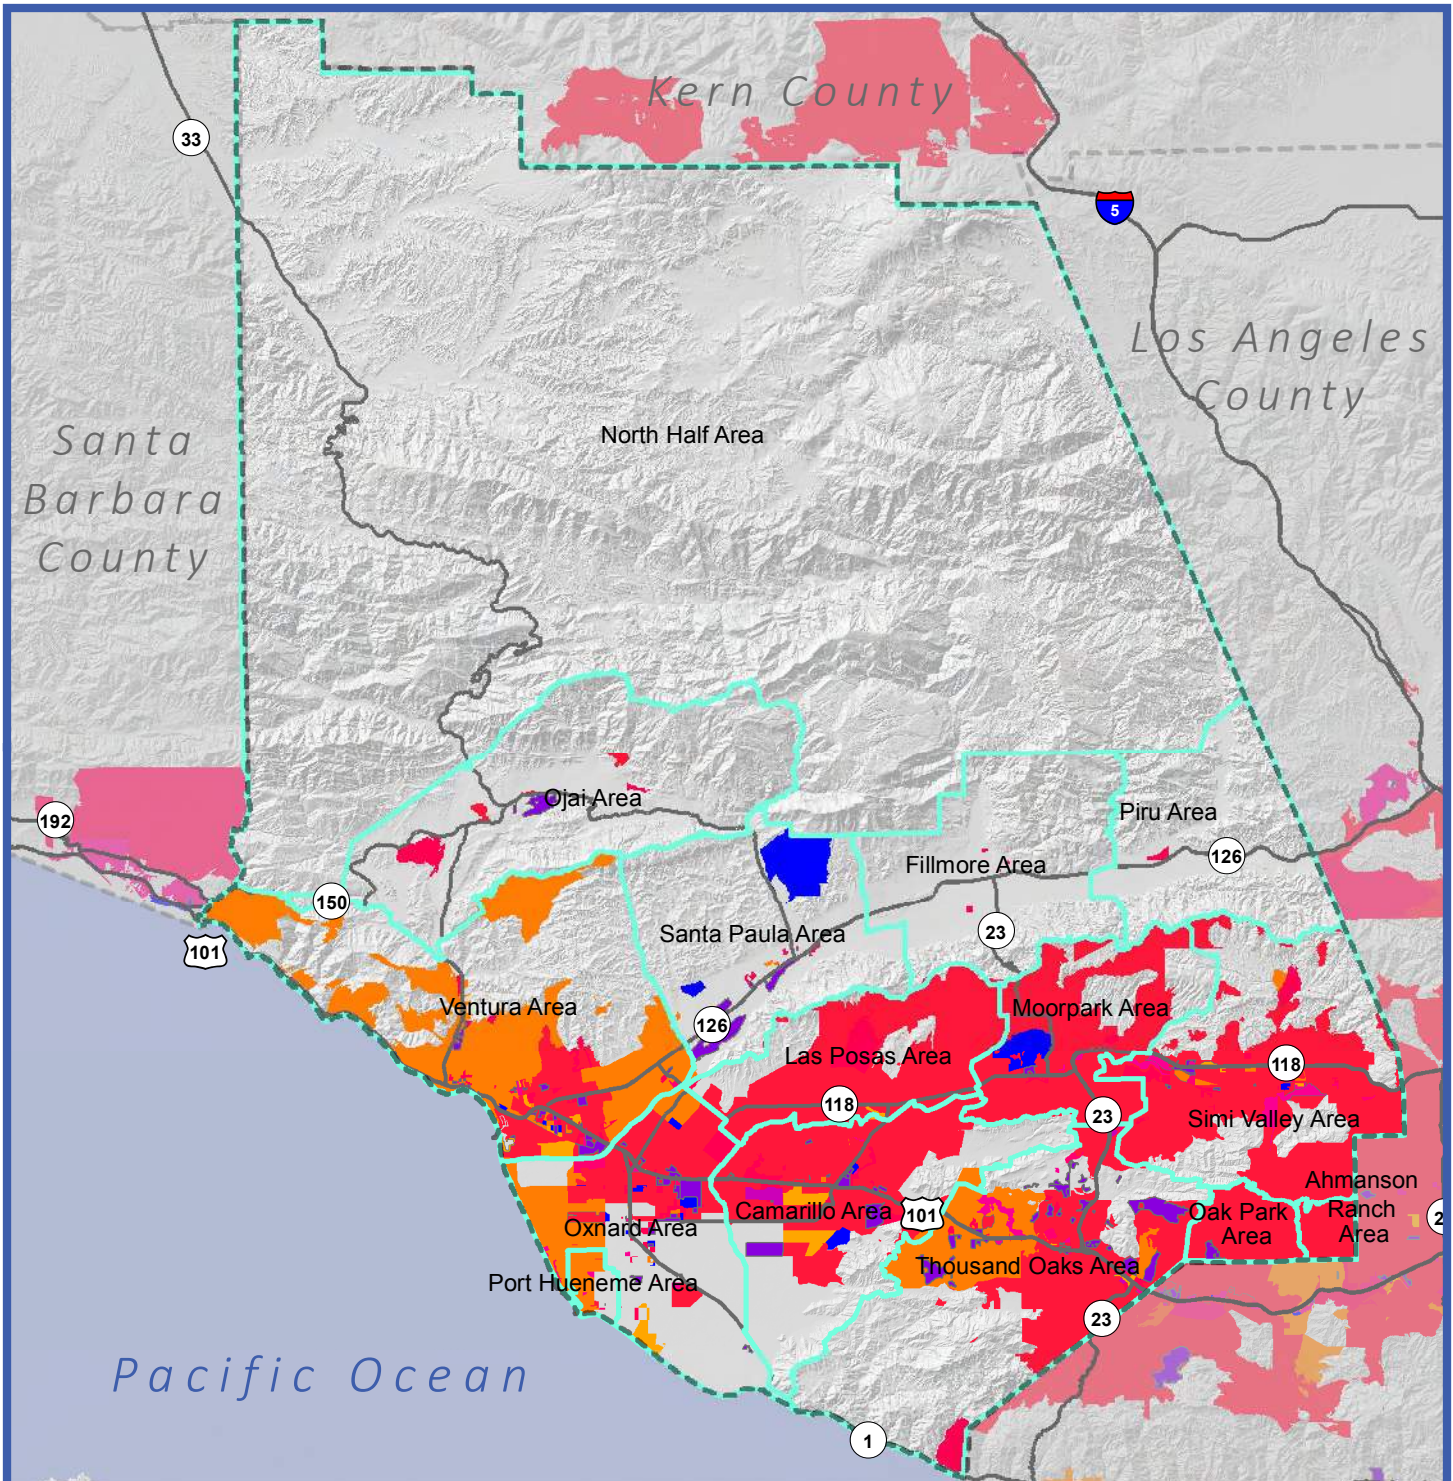 Kern County
33
5
Los Angeles
County
North Half Area
Santa
Barbara
County
Ojai Area
Piru Area
192
126
Fillmore Area
150
Santa Paula Area
23
101
Ventura Area
Moorpark Area
126
Las Posas Area
118
118
23
Simi Valley Area
Ahmanson
Ranch
Area
Camarillo Area
101
Oak Park
Area
2
Oxnard Area
Thousand Oaks Area
Port Hueneme Area
23
Pacific Ocean
1